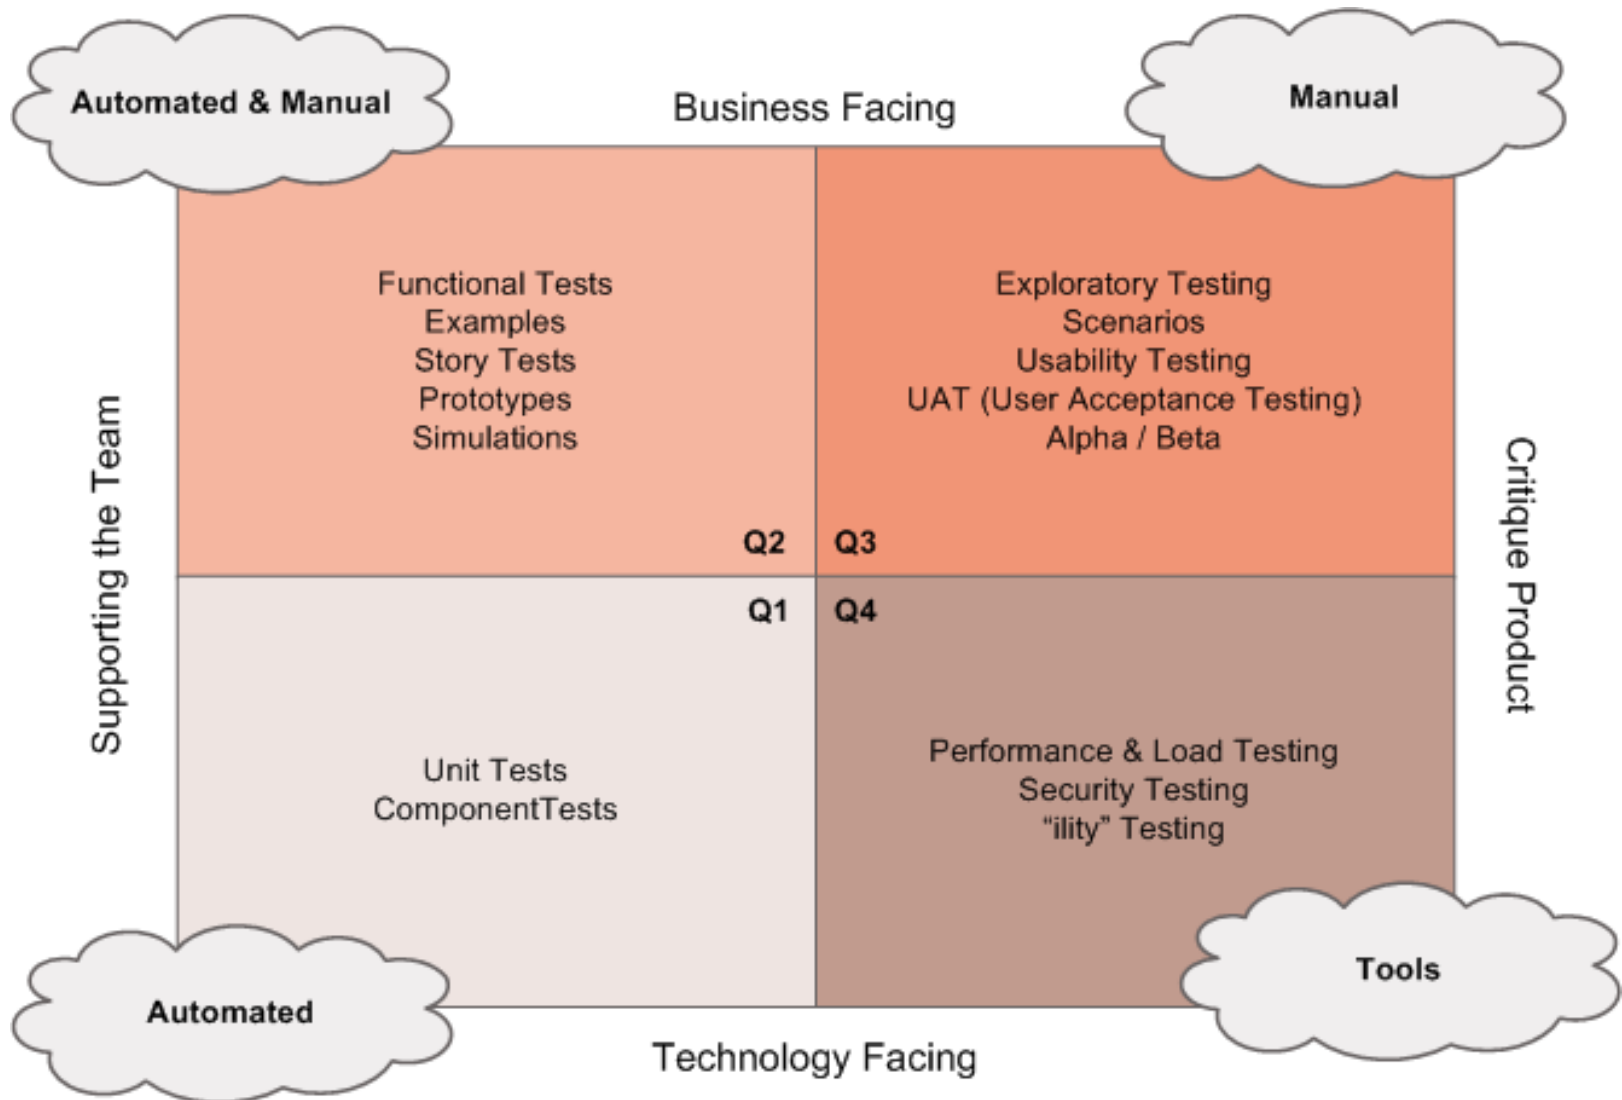 Automated & Manual
Business Facing
Manual
Functional Tests
Examples
Story Tests
Prototypes
Simulations
Q2
Exploratory Testing
Scenarios
Usability Testing
UAT (User Acceptance Testing)
Alpha / Beta
Q3
Supporting the Team
Critique Product
Q1
Unit Tests
ComponentTests
Q4
Performance & Load Testing
Security Testing
“ility” Testing
Automated
Technology Facing
Tools